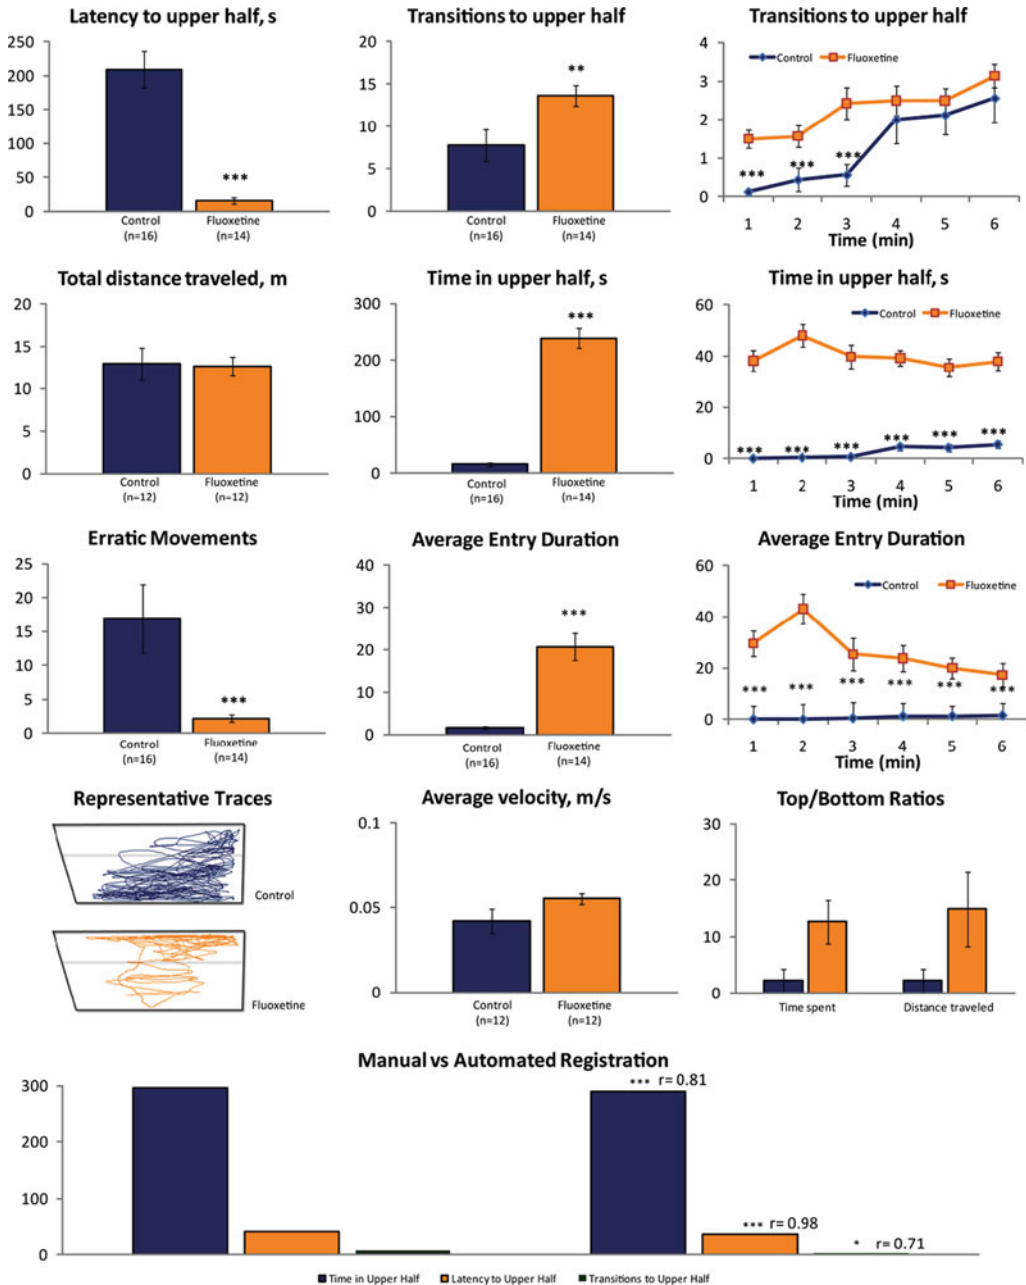 Latency to upper half, s
250
200
150
100
50
0
***
Control
(n=16)
Fluoxetine
(n=14)
Transitions to upper half
20
15
10
5
0
**
Control
(n=16)
Fluoxetine
(n=14)
Transitions to upper half
Control
Fluoxetine
4
3
2
1
0
*** *** ***
1 2 3 4 5 6
Time (min)
Total distance traveled, m
20
15
10
5
0
Control
(n=12)
Fluoxetine
(n=12)
Time in upper half, s
300
200
100
0
***
Control
(n=16)
Fluoxetine
(n=14)
Time in upper half, s
Control
Fluoxetine
60
40
20
0
*** *** *** *** *** ***
1 2 3 4 5 6
Time (min)
Erratic Movements
25
20
15
10
5
0
***
Control
(n=16)
Fluoxetine
(n=14)
Average Entry Duration
40
30
20
10
0
***
Control
(n=16)
Fluoxetine
(n=14)
Average Entry Duration
Control
Fluoxetine
60
40
20
0
*** *** *** *** *** ***
1 2 3 4 5 6
Time (min)
Representative Traces
Control
Fluoxetine
Average velocity, m/s
0.1
0.05
0
Control
(n=12)
Fluoxetine
(n=12)
Top/Bottom Ratios
30
20
10
0
Time spent
Distance traveled
Manual vs Automated Registration
300
200
100
0
*** r= 0.81
*** r= 0.98
* r= 0.71
Time in Upper Half
Latency to Upper Half
Transitions to Upper Half